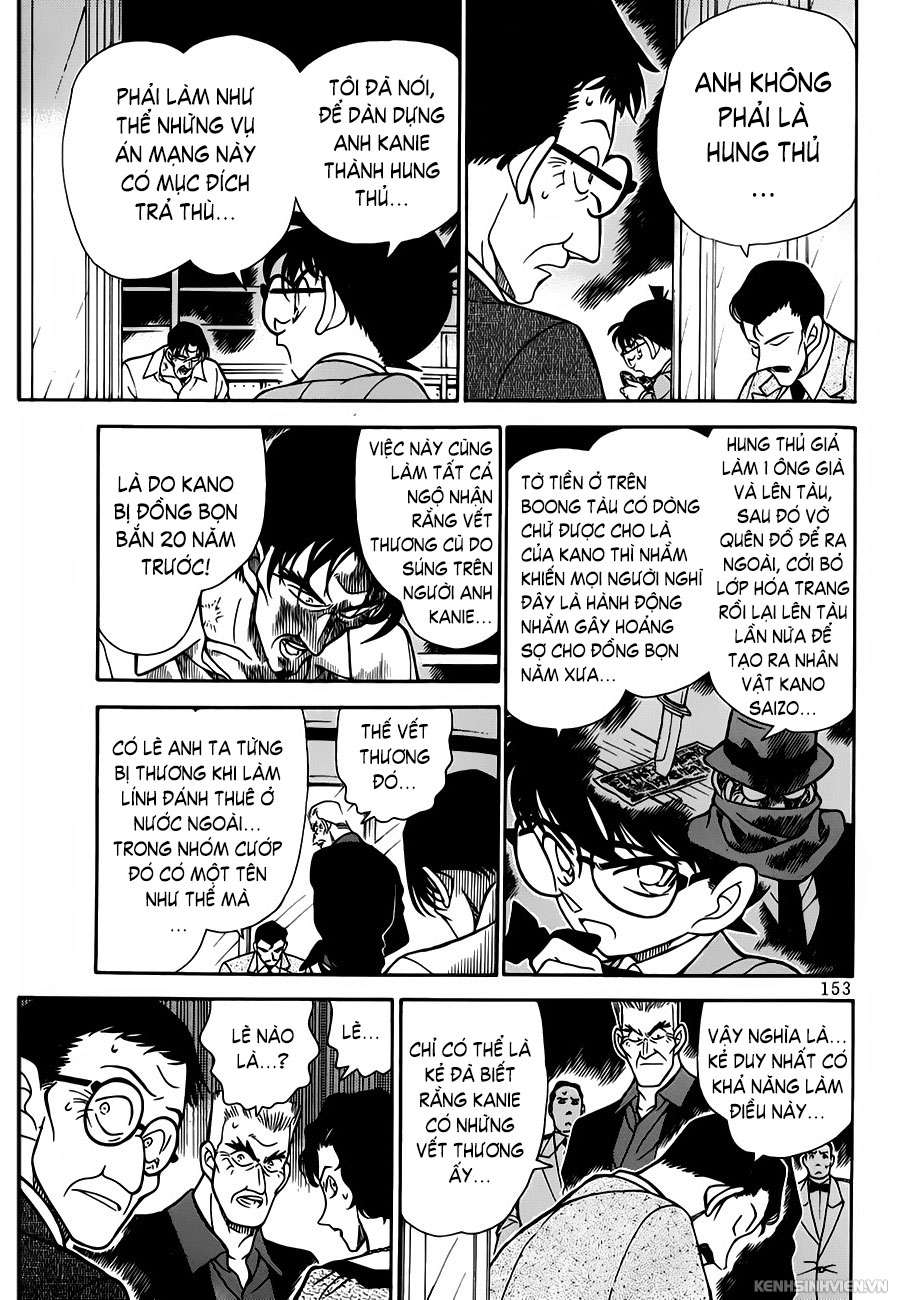 ANH KHÔNG
PHẢI LÀ
HUNG THỦ
...
TÔI ĐÃ NÓI,
ĐỂ DÀN DỰNG
ANH KANIE
THÀNH HUNG
THỦ...
PHẢI LÀM NHƯ
THỂ NHỮNG VỤ
ÁN MẠNG NÀY
CÓ MỤC ĐÍCH
TRẢ THÙ...
HUNG THỦ GIẢ
LÀM 1 ÔNG GIÀ
VÀ LÊN TÀU,
SAU ĐÓ VỜ
QUÊN ĐỒ ĐỂ RA
NGOÀI, CỞI BỎ
LỚP HÓA TRANG
RỒI LẠI LÊN TÀU
LẦN NỮA ĐỂ
TẠO RA NHÂN
VẬT KANO
SAIZO...
TỜ TIỀN Ở TRÊN
BOONG TÀU CÓ DÒNG
CHỮ ĐƯỢC CHO LÀ
CỦA KANO THÌ NHẰM
KHIẾN MỌI NGƯỜI NGHĨ
ĐÂY LÀ HÀNH ĐỘNG
NHẰM GÂY HOẢNG
SỢ CHO ĐỒNG BỌN
NĂM XƯA...
VIỆC NÀY CŨNG
LÀM TẤT CẢ
NGỘ NHẬN
RẰNG VẾT
THƯƠNG CŨ DO
SÚNG TRÊN
NGƯỜI ANH
KANIE...
LÀ DO KANO
BỊ ĐỒNG BỌN
BẮN 20 NĂM
TRƯỚC!
THẾ VẾT
THƯƠNG
ĐÓ...
CÓ LẼ ANH TA TỪNG
BỊ THƯƠNG KHI LÀM
LÍNH ĐÁNH THUÊ Ở
NƯỚC NGOÀI...
TRONG NHÓM CƯỚP
ĐÓ CÓ MỘT TÊN
NHƯ THẾ MÀ
...
153
VẬY NGHĨA LÀ...
KẺ DUY NHẤT CÓ
KHẢ NĂNG LÀM
ĐIỀU NÀY...
CHỈ CÓ THỂ LÀ
KẺ ĐÃ BIẾT
RẰNG KANIE
CÓ NHỮNG
VẾT THƯƠNG
ẤY.
LẼ...
LẼ NÀO
LÀ...?
KENHSINHVIEN.VN